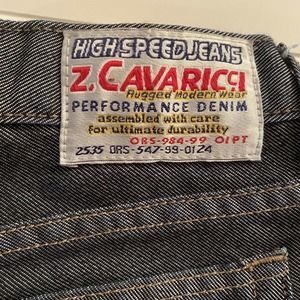 HIGH SPEED JEANS
Z. CAVARICCI
Rugged Modern Wear
PERFORMANCE DENIM
assembled with care
for ultimate durability
ORS-984-99 01PT
2535 ORS-547-99-0124